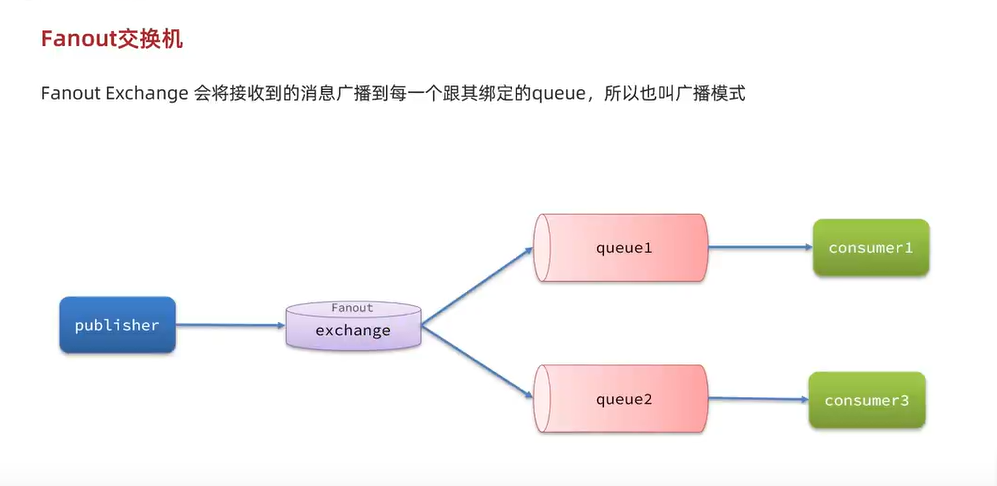 Fanout交换机
Fanout Exchange 会将接收到的消息广播到每一个跟其绑定的queue，所以也叫广播模式
queue1
consumer1
Fanout
publisher
exchange
queue2
consumer3